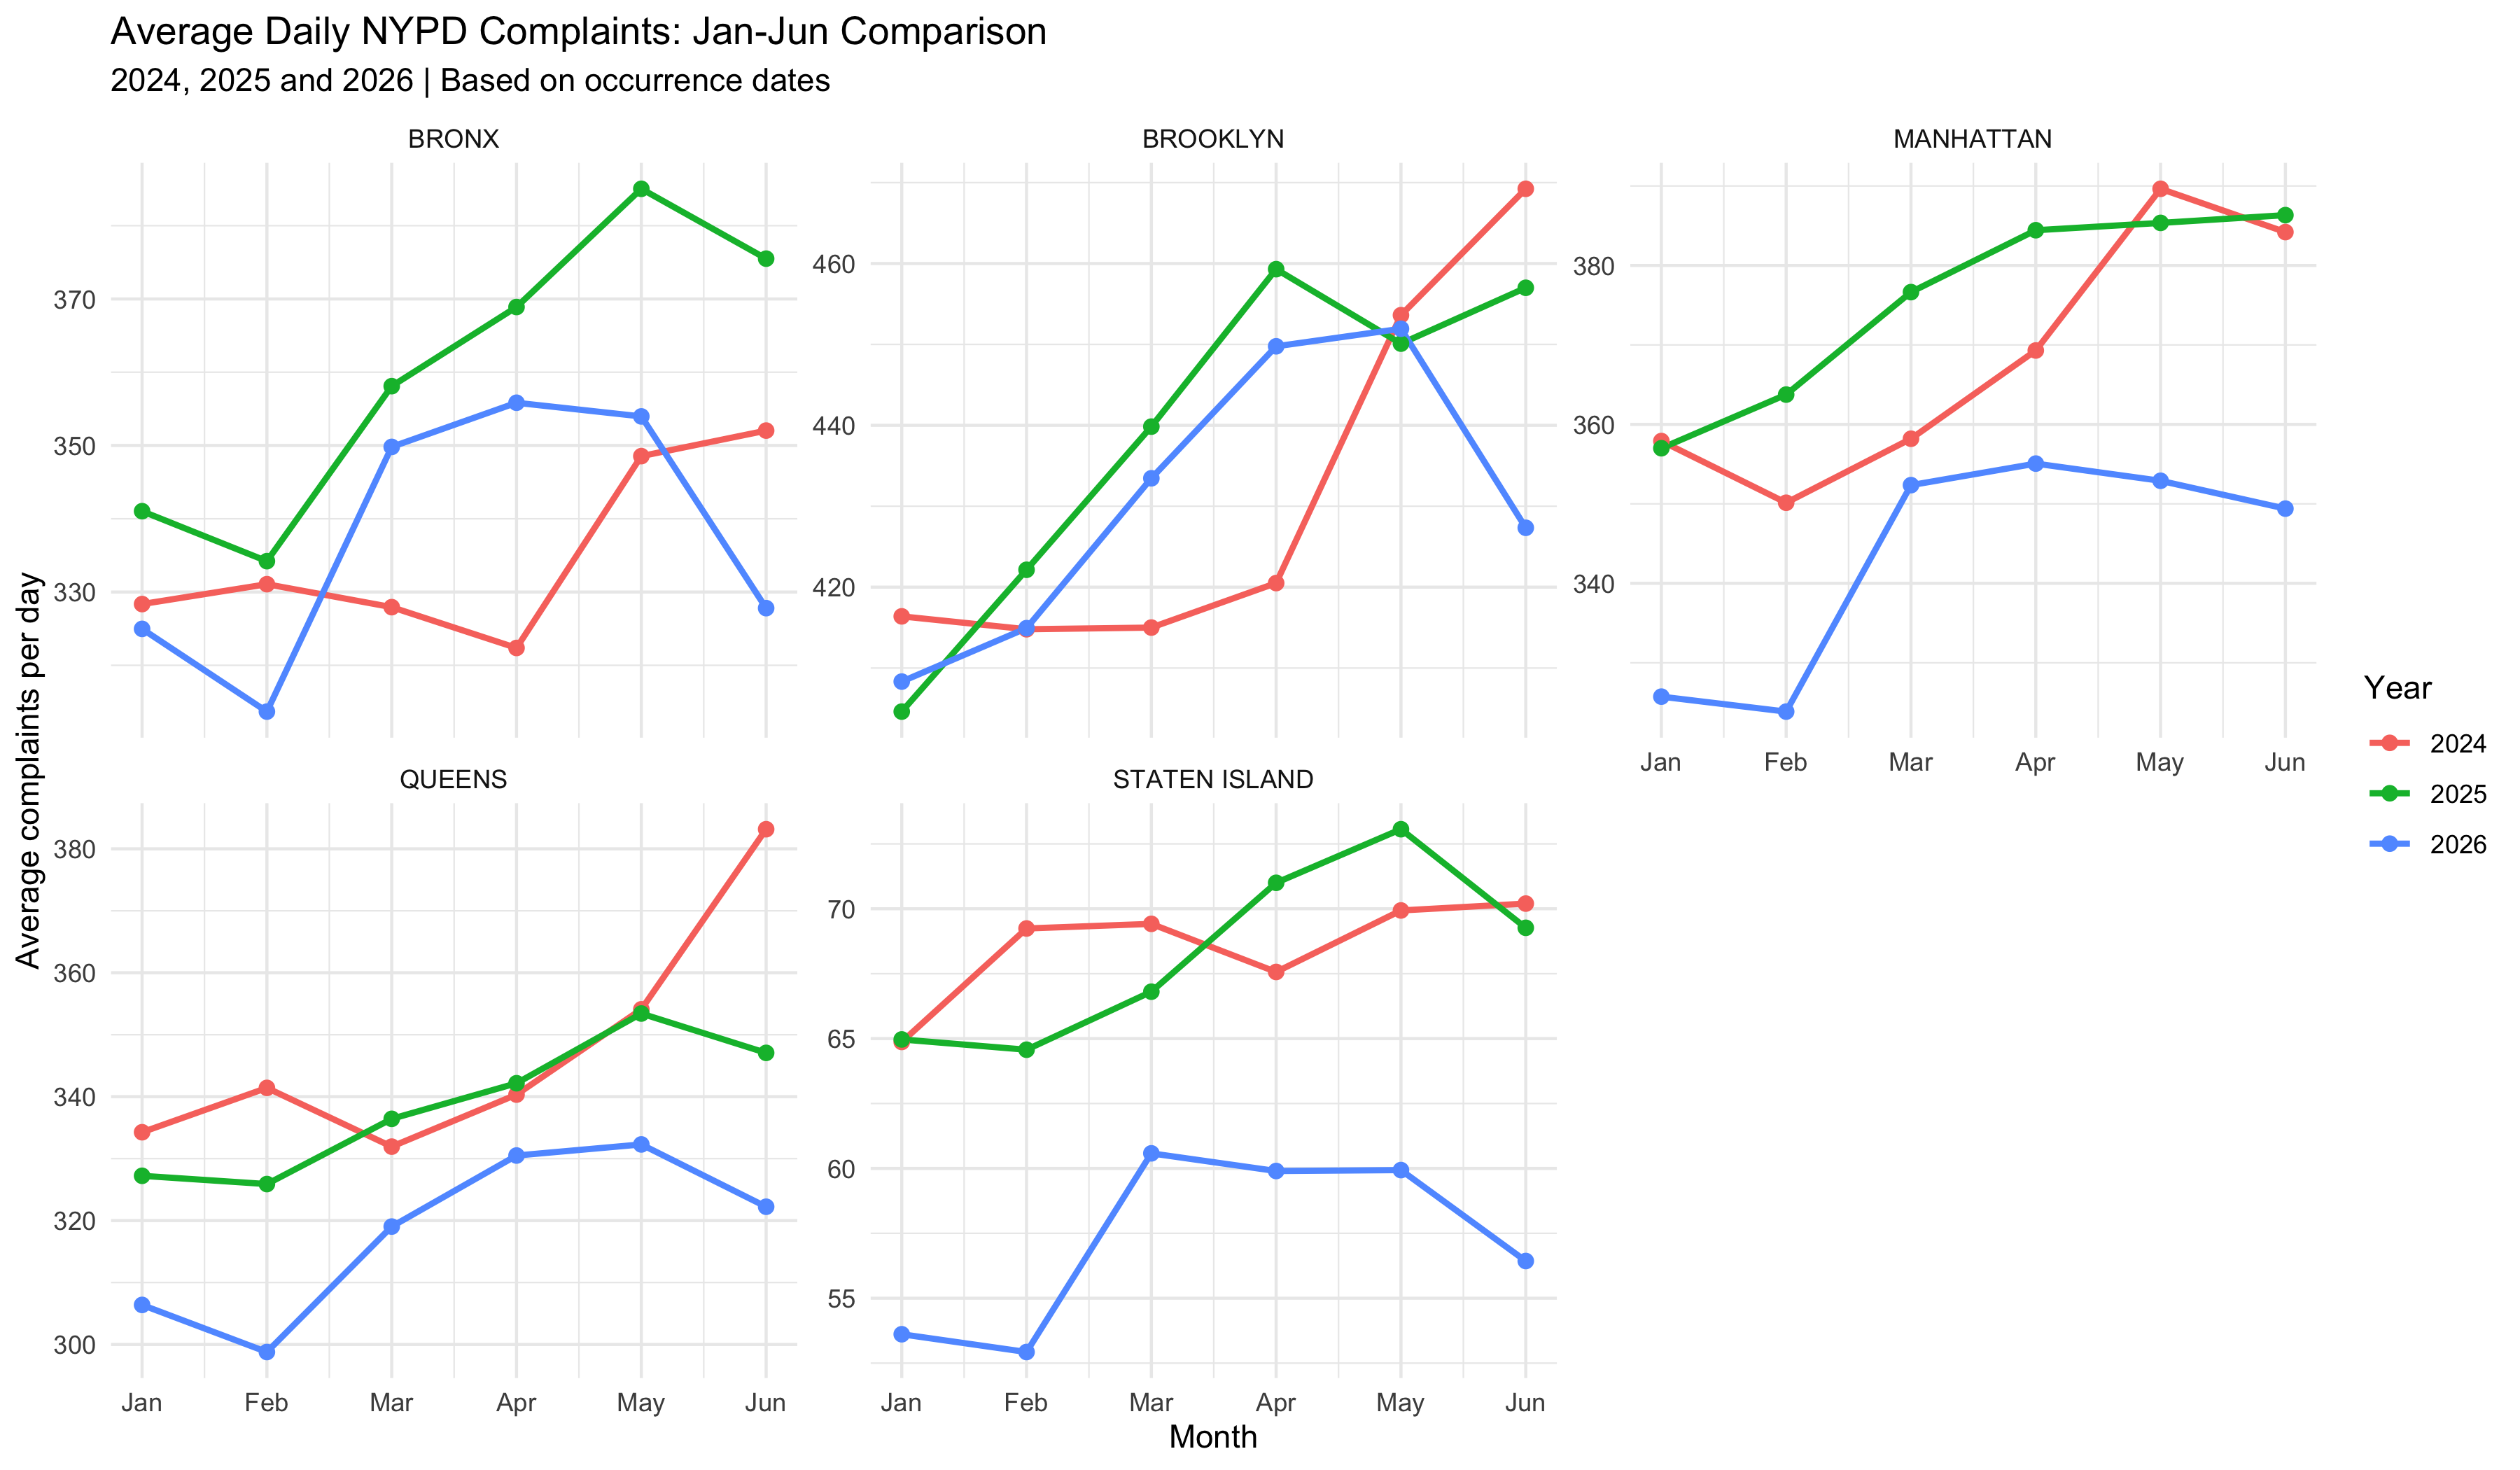 Average Daily NYPD Complaints: Jan-Jun Comparison
2024, 2025 and 2026 | Based on occurrence dates
BRONX
370
350
330
BROOKLYN
460
440
420
MANHATTAN
380
360
340
Jan Feb Mar Apr May Jun
QUEENS
380
360
340
320
300
Jan Feb Mar Apr May Jun
STATEN ISLAND
70
65
60
55
Jan Feb Mar Apr May Jun
Average complaints per day
Month
Year
2024
2025
2026